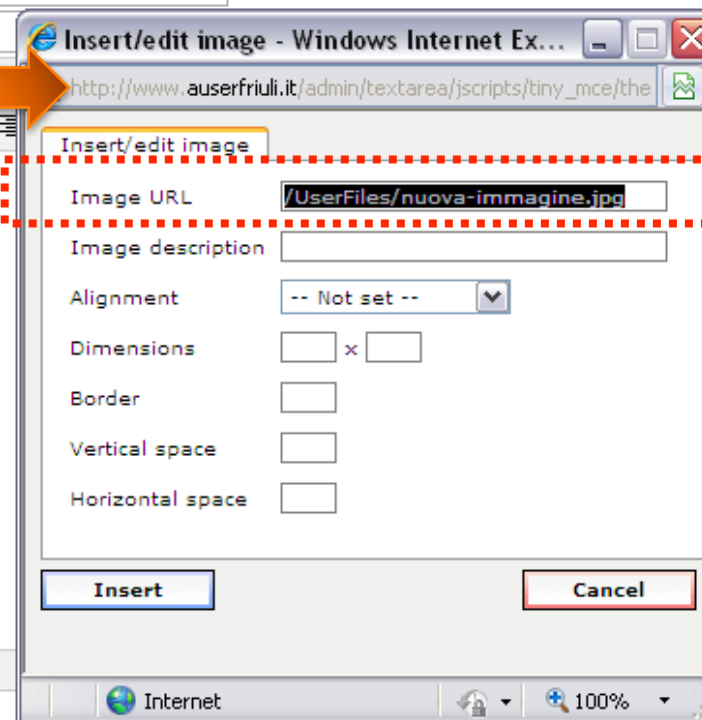 Insert/edit image - Windows Internet Ex...
http://www.auserfriuli.it/admin/textarea/jscripts/tiny_mce/the
Insert/edit image
Image URL /UserFiles/nuova-immagine.jpg
Image description
Alignment -- Not set --
Dimensions x
Border
Vertical space
Horizontal space
Insert Cancel
Internet 100%